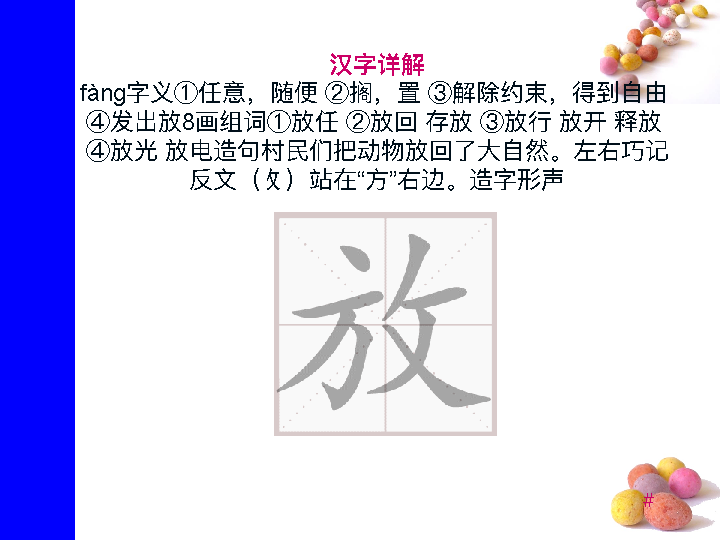 汉字详解
fàng字义①任意，随便 ②搁，置 ③解除约束，得到自由
④发出放8画组词①放任 ②放回 存放 ③放行 放开 释放
④放光 放电造句村民们把动物放回了大自然。左右巧记
反文（攵）站在“方”右边。造字形声
放
#